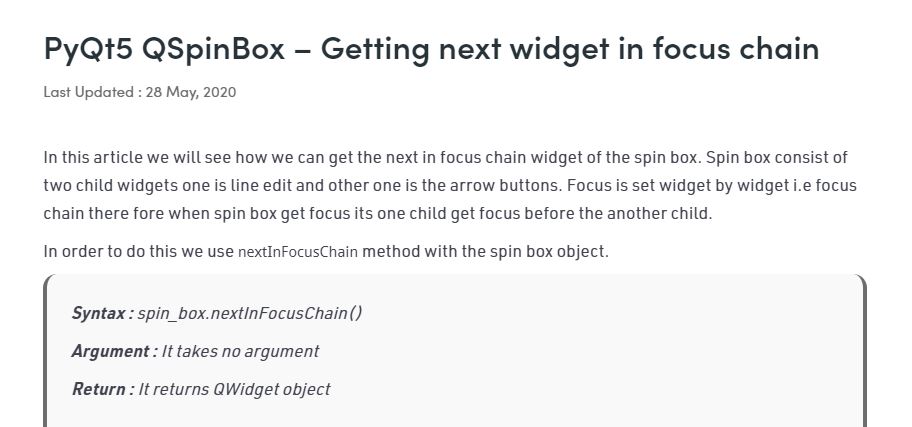 PyQt5 QSpinBox – Getting next widget in focus chain
Last Updated : 28 May, 2020
In this article we will see how we can get the next in focus chain widget of the spin box. Spin box consist of
two child widgets one is line edit and other one is the arrow buttons. Focus is set widget by widget i.e focus
chain there fore when spin box get focus its one child get focus before the another child.
In order to do this we use nextInFocusChain method with the spin box object.
Syntax : spin_box.nextInFocusChain()
Argument : It takes no argument
Return : It returns QWidget object